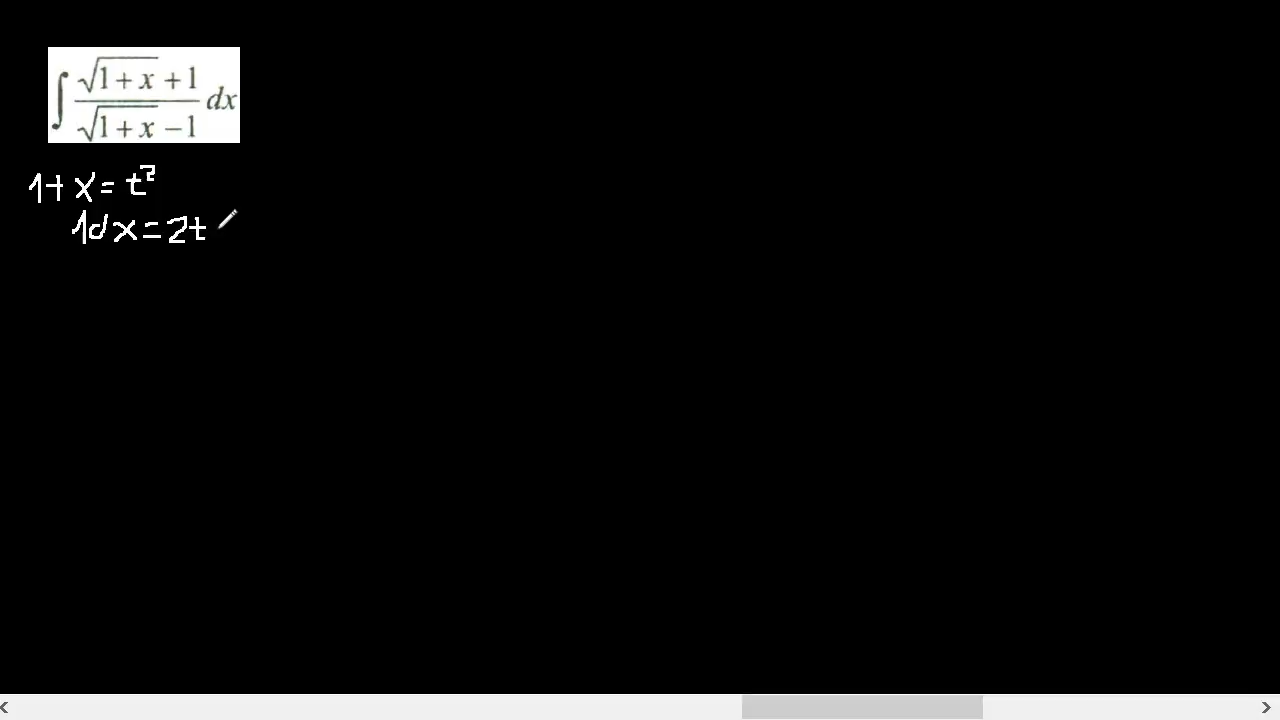 ∫ (√(1+x) + 1)/(√(1+x) − 1) dx
1+x=t²
1dx=2t